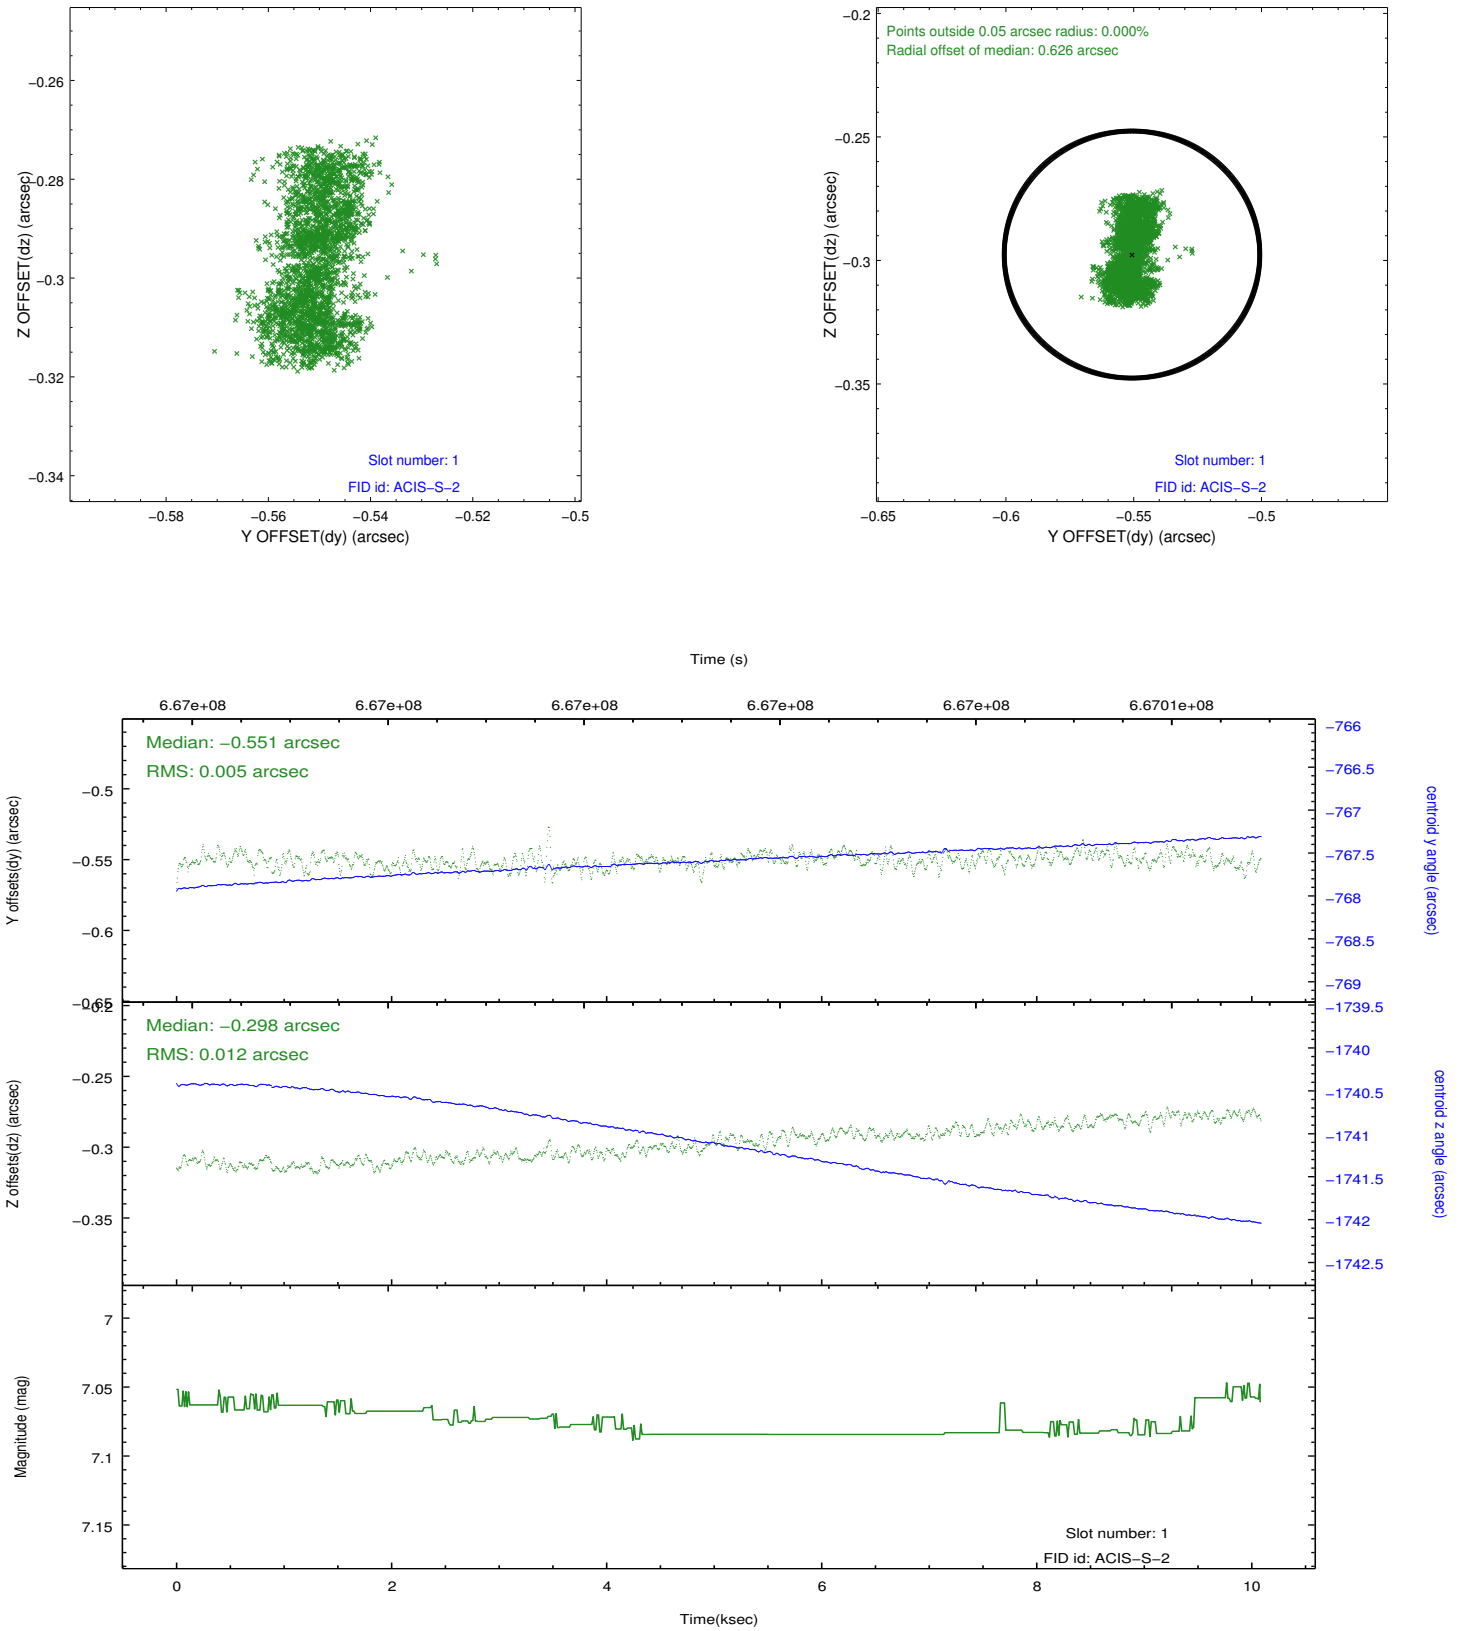 −0.26
−0.28
−0.3
−0.32
−0.34
Z OFFSET(dz) (arcsec)
Slot number: 1
FID id: ACIS−S−2
−0.58
−0.56
−0.54
−0.52
−0.5
Y OFFSET(dy) (arcsec)
Points outside 0.05 arcsec radius: 0.000%
Radial offset of median: 0.626 arcsec
−0.2
−0.25
−0.3
−0.35
Z OFFSET(dz) (arcsec)
Slot number: 1
FID id: ACIS−S−2
−0.65
−0.6
−0.55
−0.5
Y OFFSET(dy) (arcsec)
Time (s)
6.67e+08
6.67e+08
6.67e+08
6.67e+08
6.67e+08
6.6701e+08
Median: −0.551 arcsec
RMS: 0.005 arcsec
−0.5
−0.55
−0.6
−0.65
Y offsets(dy) (arcsec)
−766
−766.5
−767
−767.5
−768
−768.5
−769
centroid y angle (arcsec)
Median: −0.298 arcsec
RMS: 0.012 arcsec
−0.2
−0.25
−0.3
−0.35
Z offsets(dz) (arcsec)
−1739.5
−1740
−1740.5
−1741
−1741.5
−1742
−1742.5
centroid z angle (arcsec)
7
7.05
7.1
7.15
Magnitude (mag)
Slot number: 1
FID id: ACIS−S−2
0
2
4
6
8
10
Time(ksec)